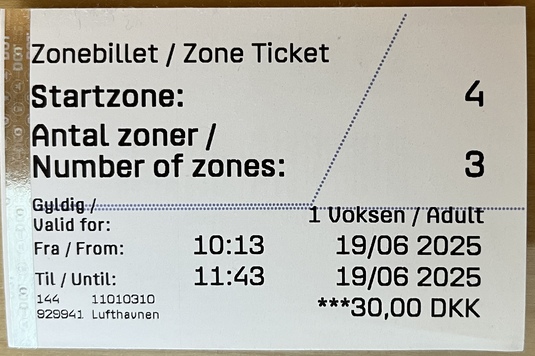 Zonebillet / Zone Ticket
Startzone: 4
Antal zoner /
Number of zones: 3
Gyldig /
Valid for: 1 Voksen / Adult
Fra / From: 10:13 19/06 2025
Til / Until: 11:43 19/06 2025
144 11010310 ***30,00 DKK
929941 Lufthavnen